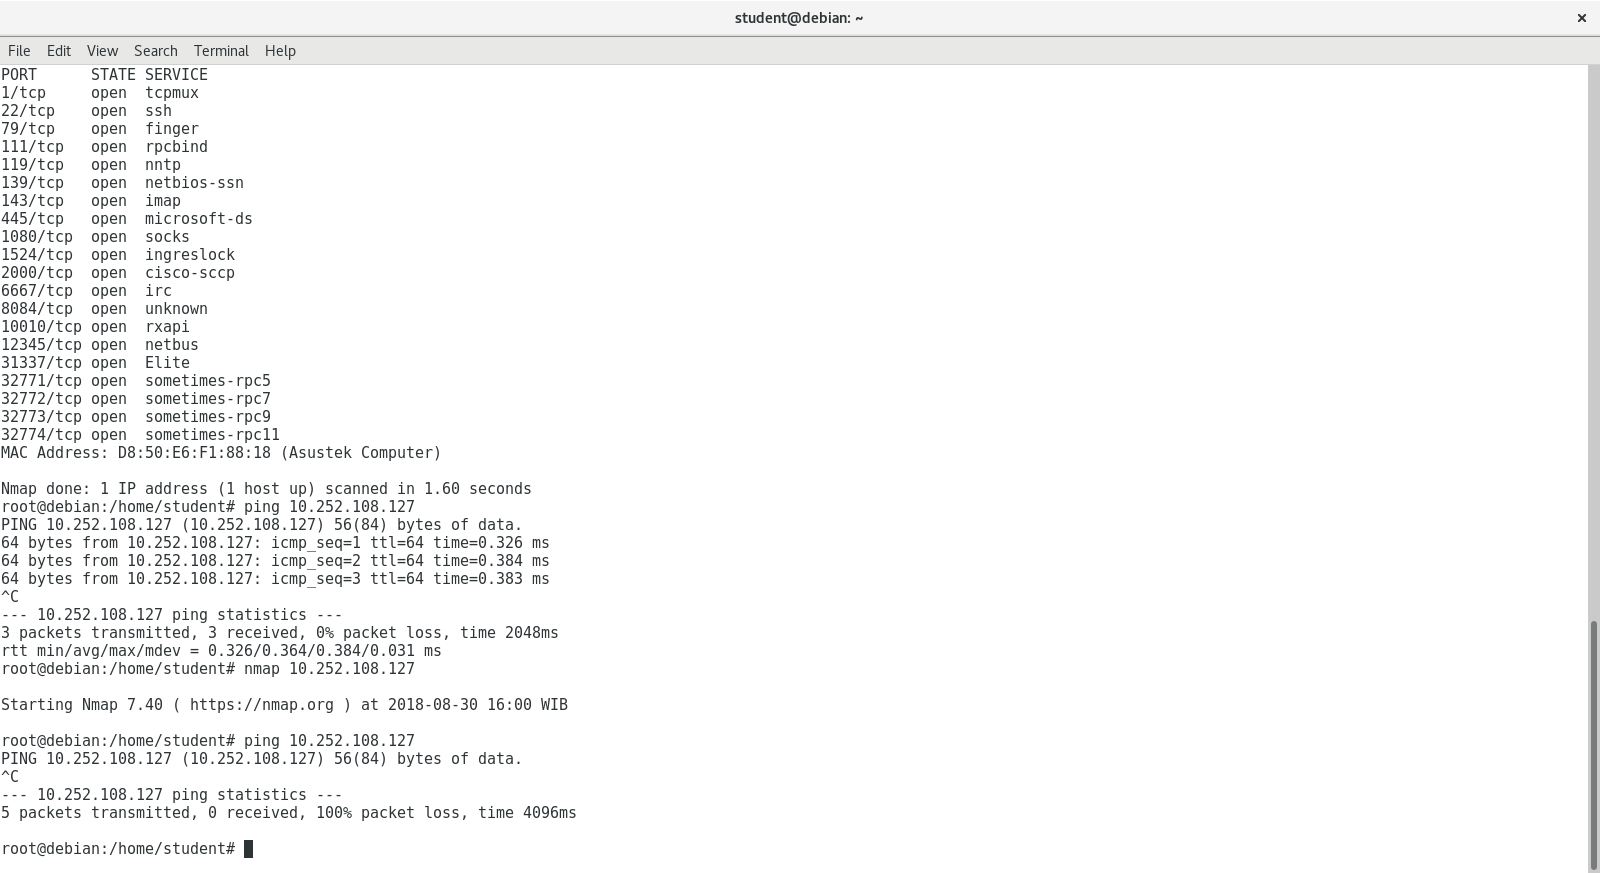 student@debian: ~
×
File Edit View Search Terminal Help
PORT      STATE SERVICE
1/tcp     open  tcpmux
22/tcp    open  ssh
79/tcp    open  finger
111/tcp   open  rpcbind
119/tcp   open  nntp
139/tcp   open  netbios-ssn
143/tcp   open  imap
445/tcp   open  microsoft-ds
1080/tcp  open  socks
1524/tcp  open  ingreslock
2000/tcp  open  cisco-sccp
6667/tcp  open  irc
8084/tcp  open  unknown
10010/tcp open  rxapi
12345/tcp open  netbus
31337/tcp open  Elite
32771/tcp open  sometimes-rpc5
32772/tcp open  sometimes-rpc7
32773/tcp open  sometimes-rpc9
32774/tcp open  sometimes-rpc11
MAC Address: D8:50:E6:F1:88:18 (Asustek Computer)
Nmap done: 1 IP address (1 host up) scanned in 1.60 seconds
root@debian:/home/student# ping 10.252.108.127
PING 10.252.108.127 (10.252.108.127) 56(84) bytes of data.
64 bytes from 10.252.108.127: icmp_seq=1 ttl=64 time=0.326 ms
64 bytes from 10.252.108.127: icmp_seq=2 ttl=64 time=0.384 ms
64 bytes from 10.252.108.127: icmp_seq=3 ttl=64 time=0.383 ms
^C
--- 10.252.108.127 ping statistics ---
3 packets transmitted, 3 received, 0% packet loss, time 2048ms
rtt min/avg/max/mdev = 0.326/0.364/0.384/0.031 ms
root@debian:/home/student# nmap 10.252.108.127
Starting Nmap 7.40 ( https://nmap.org ) at 2018-08-30 16:00 WIB
root@debian:/home/student# ping 10.252.108.127
PING 10.252.108.127 (10.252.108.127) 56(84) bytes of data.
^C
--- 10.252.108.127 ping statistics ---
5 packets transmitted, 0 received, 100% packet loss, time 4096ms
root@debian:/home/student#